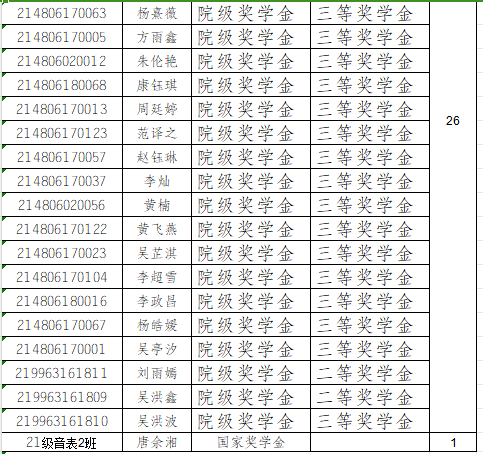 214806170063 杨熹薇 院级奖学金 三等奖学金
214806170005 方雨鑫 院级奖学金 三等奖学金
214806020012 朱伦艳 院级奖学金 三等奖学金
214806180068 康钰琪 院级奖学金 三等奖学金
214806170013 周廷婷 院级奖学金 三等奖学金 26
214806170123 范译之 院级奖学金 三等奖学金
214806170057 赵钰琳 院级奖学金 三等奖学金
214806170037 李灿 院级奖学金 三等奖学金
214806020056 黄楠 院级奖学金 三等奖学金
214806170122 黄飞燕 院级奖学金 三等奖学金
214806170023 吴芷淇 院级奖学金 三等奖学金
214806170104 李超雪 院级奖学金 三等奖学金
214806180016 李政昌 院级奖学金 三等奖学金
214806170067 杨皓媛 院级奖学金 三等奖学金
214806170001 吴亭汐 院级奖学金 三等奖学金
219963161811 刘雨嫣 院级奖学金 二等奖学金
219963161809 吴洪鑫 院级奖学金 二等奖学金
219963161810 吴洪波 院级奖学金 三等奖学金
21级音表2班 唐余湘 国家奖学金 1